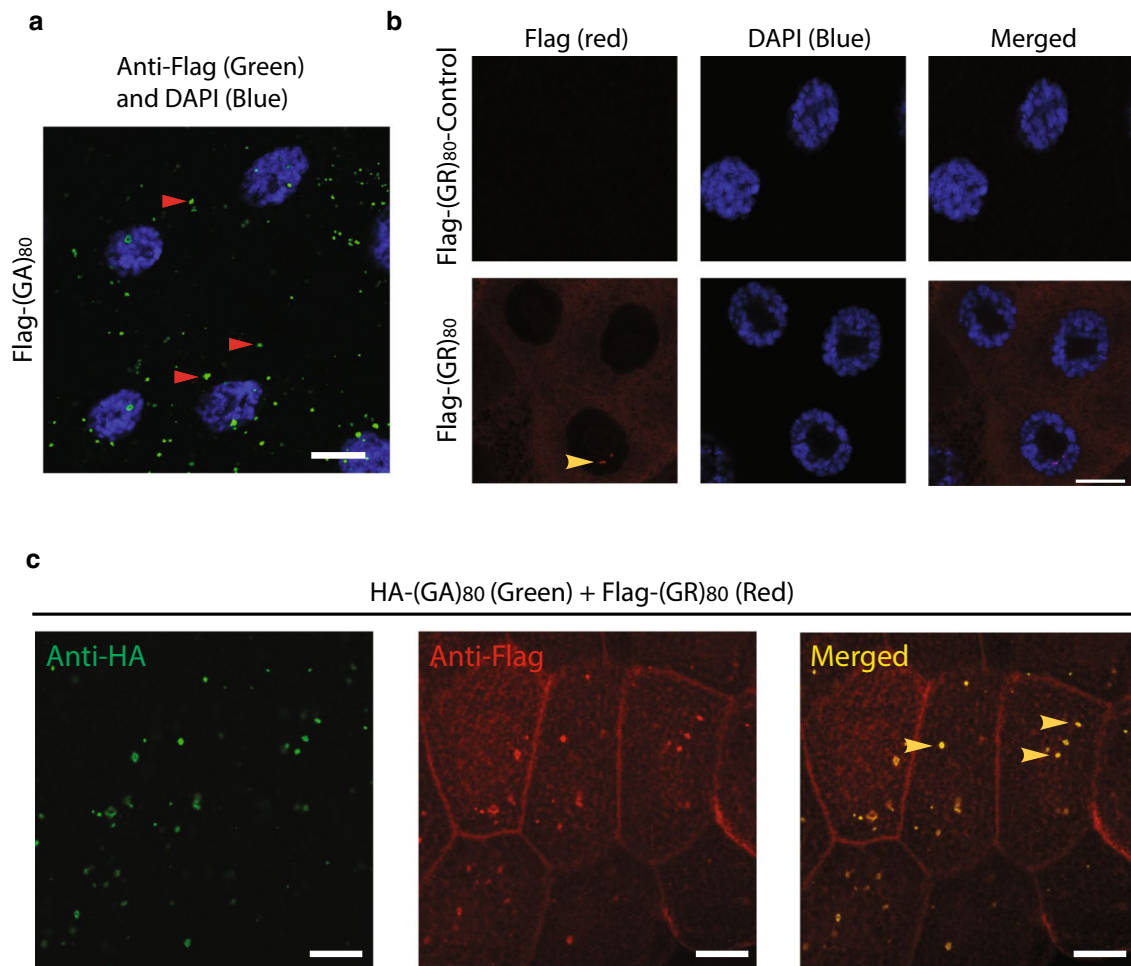 a
Anti-Flag (Green)
and DAPI (Blue)
Flag-(GA)80
b
Flag (red)
DAPI (Blue)
Merged
Flag-(GR)80-Control
Flag-(GR)80
c
HA-(GA)80 (Green) + Flag-(GR)80 (Red)
Anti-HA
Anti-Flag
Merged